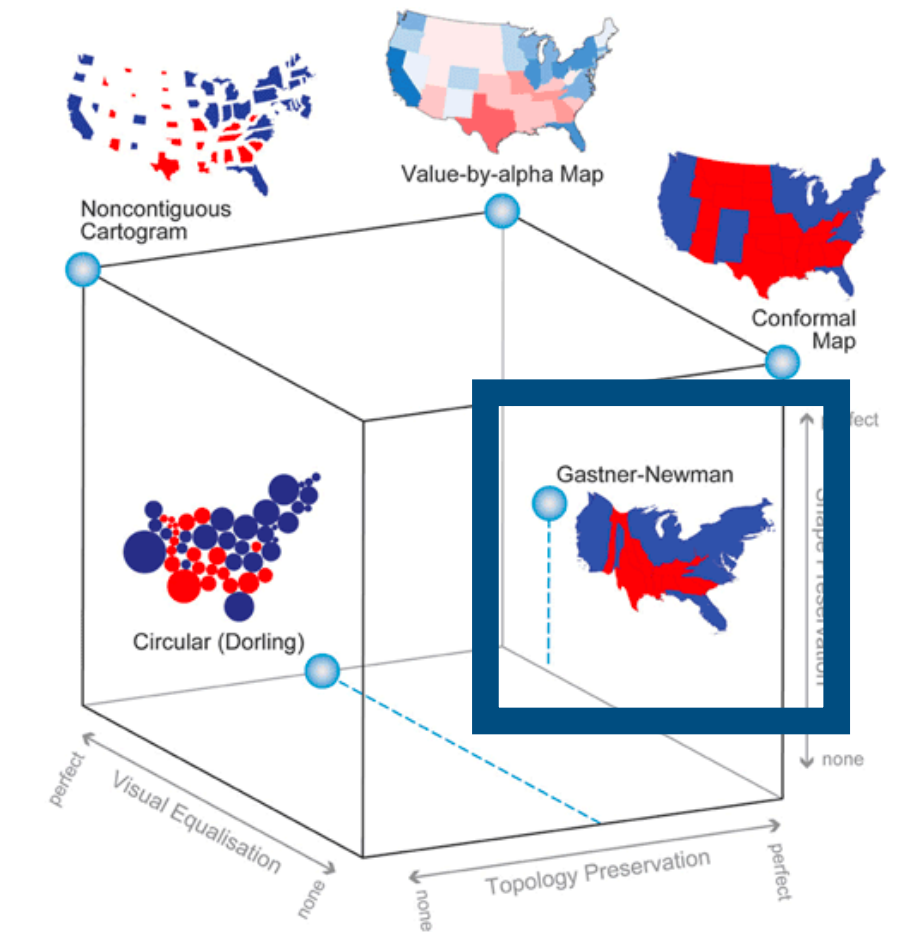 Value-by-alpha Map
Noncontiguous
Cartogram
Conformal
Map
Gastner-Newman
Circular (Dorling)
none
perfect
Visual Equalisation
none
none
Topology Preservation
perfect